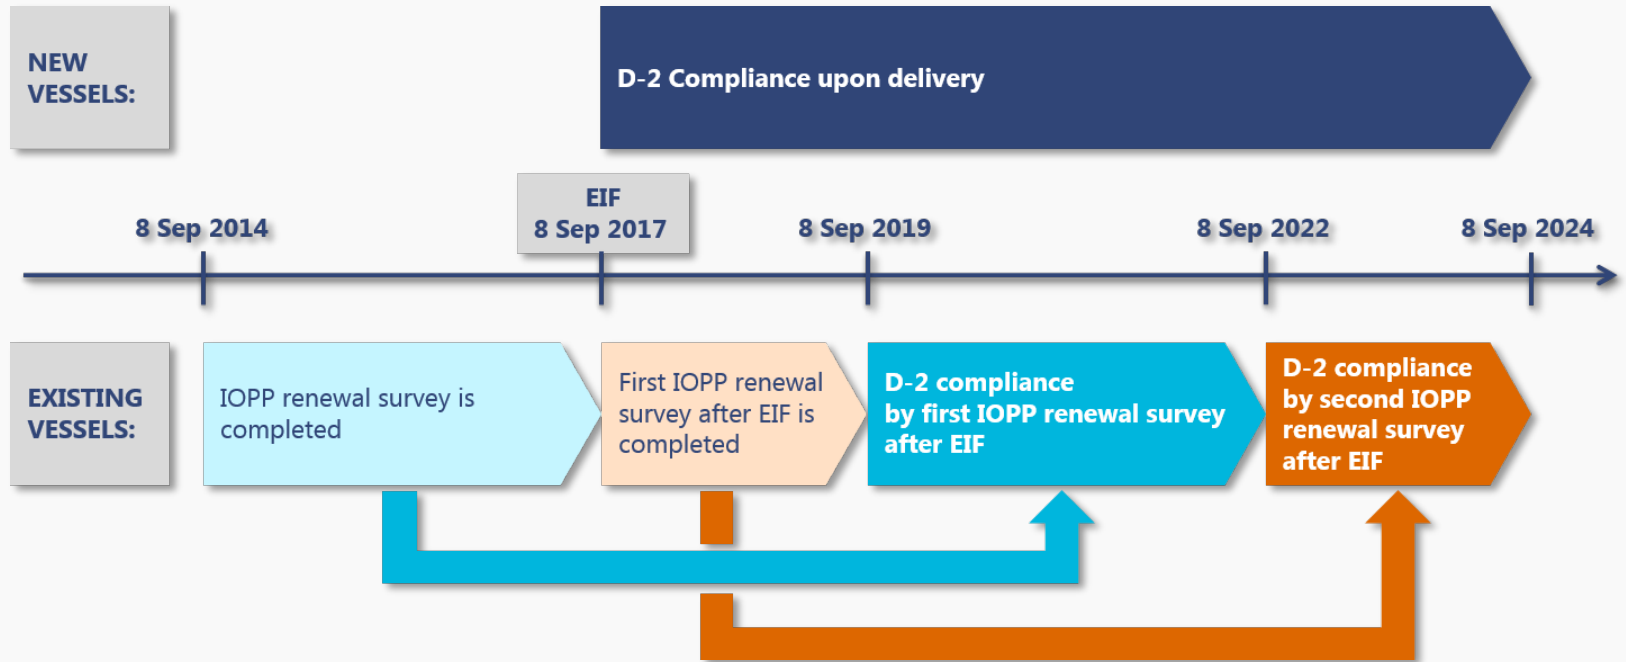 NEW
VESSELS:
D-2 Compliance upon delivery
8 Sep 2014
EIF
8 Sep 2017
8 Sep 2019
8 Sep 2022
8 Sep 2024
EXISTING
VESSELS:
IOPP renewal survey is
completed
First IOPP renewal
survey after EIF is
completed
D-2 compliance
by first IOPP renewal survey
after EIF
D-2 compliance
by second IOPP
renewal survey
after EIF